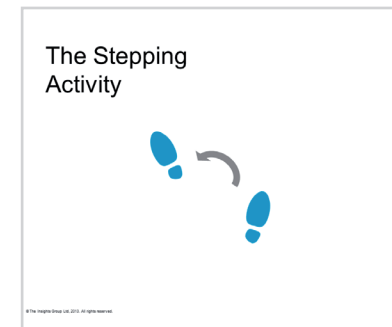 The Stepping
Activity
© The Insights Group Ltd, 2013. All rights reserved.